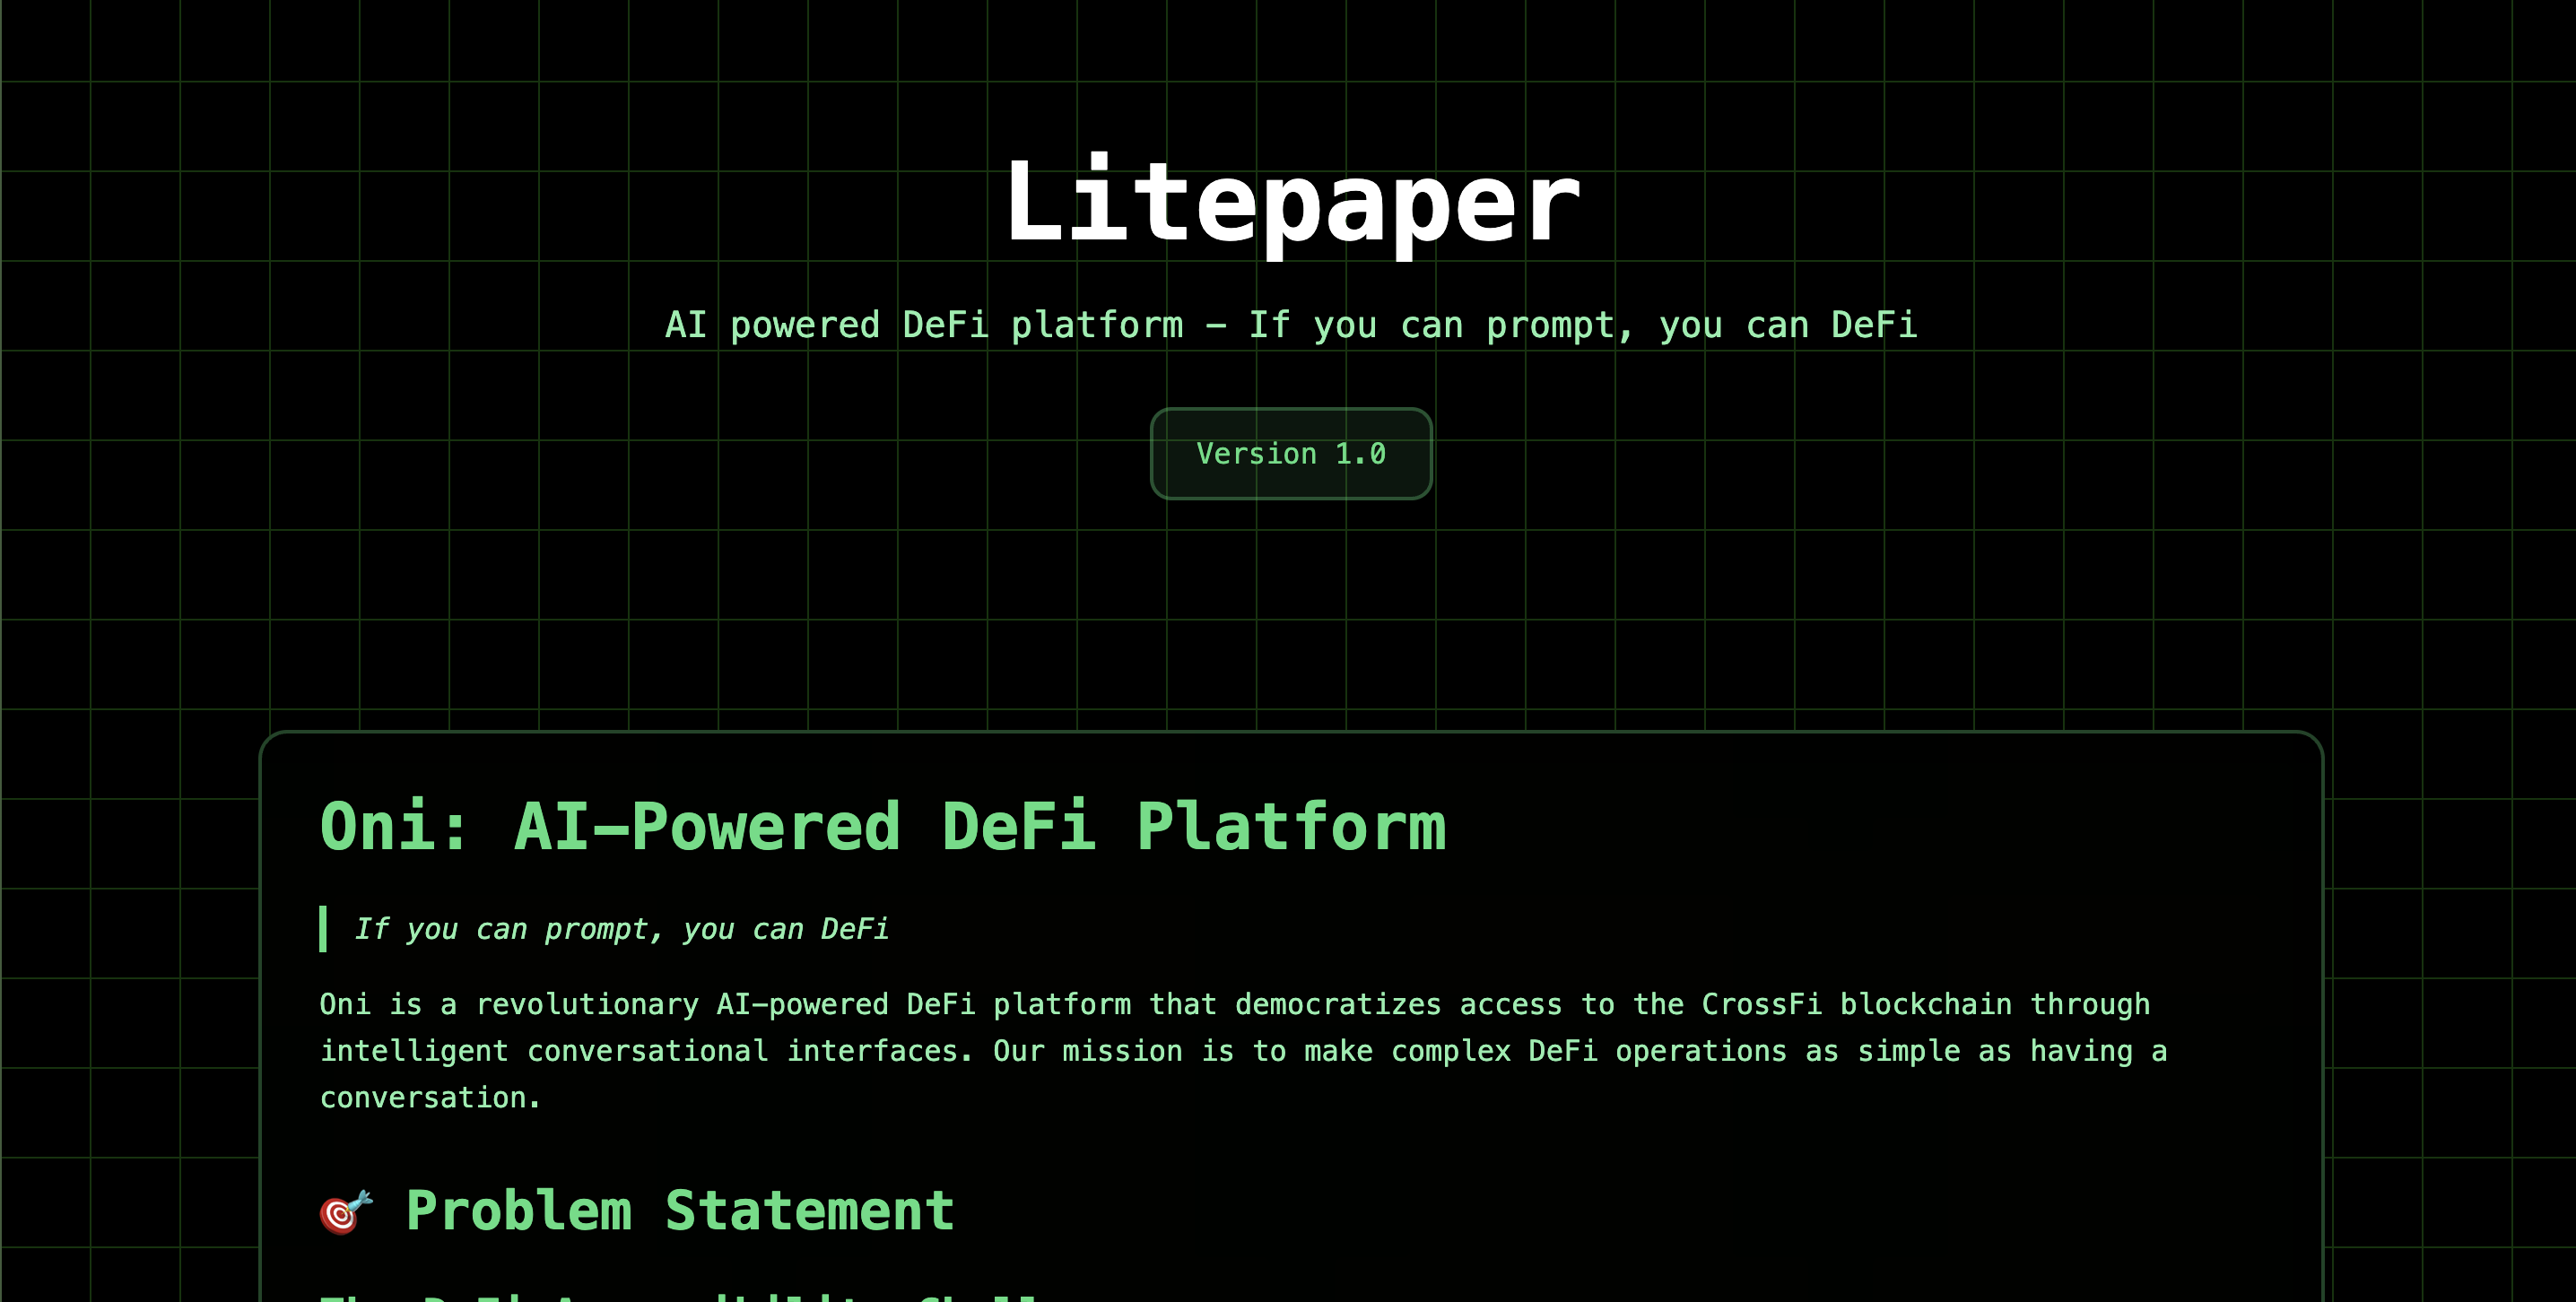 Litepaper
AI powered DeFi platform – If you can prompt, you can DeFi
Version 1.0
Oni: AI-Powered DeFi Platform
If you can prompt, you can DeFi
Oni is a revolutionary AI-powered DeFi platform that democratizes access to the CrossFi blockchain through
intelligent conversational interfaces. Our mission is to make complex DeFi operations as simple as having a
conversation.
🎯 Problem Statement
The DeFi